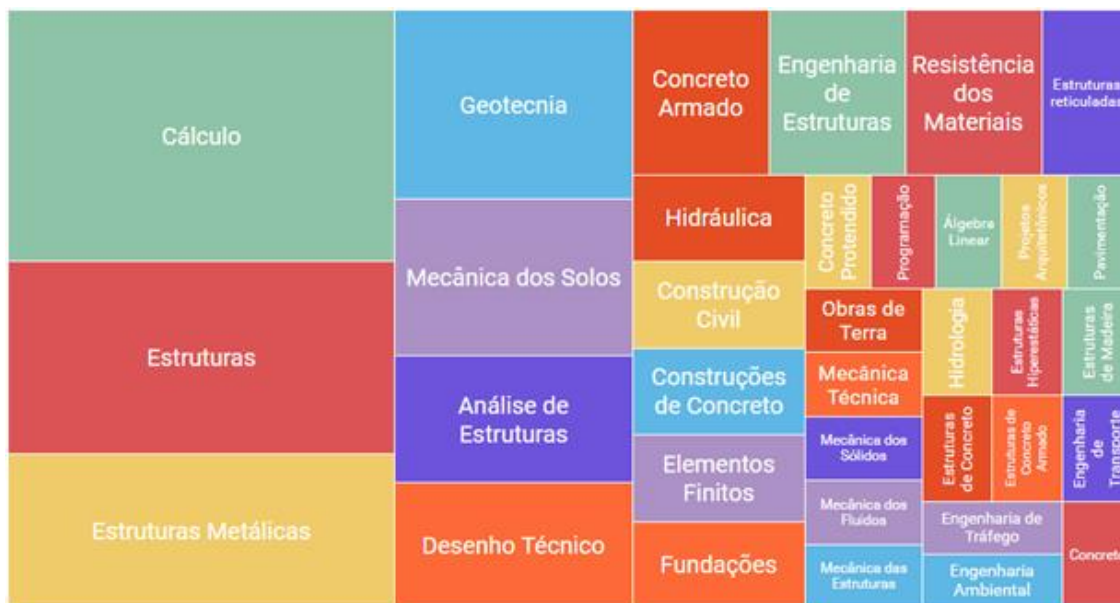 Cálculo
Estruturas
Estruturas Metálicas
Geotecnia
Mecânica dos Solos
Análise de
Estruturas
Desenho Técnico
Concreto
Armado
Engenharia
de
Estruturas
Resistência
dos
Materiais
Estruturas
reticuladas
Hidráulica
Construção
Civil
Construções
de Concreto
Elementos
Finitos
Fundações
Concreto
Protendido
Programação
Álgebra
Linear
Projetos
Arquitetônicos
Pavimentação
Obras de
Terra
Mecânica
Técnica
Mecânica dos
Sólidos
Mecânica dos
Fluídos
Mecânica das
Estruturas
Hidrologia
Estruturas
Hiperestáticas
Estruturas
de Madeira
Estruturas
de Concreto
Estruturas de
Concreto
Armado
Engenharia
de
Transporte
Engenharia de
Tráfego
Engenharia
Ambiental
Concreto